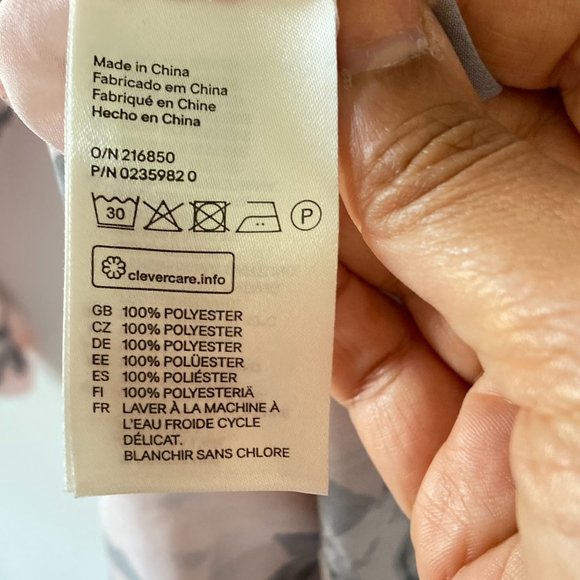 Made in China
Fabricado em China
Fabriqué en Chine
Hecho en China
O/N 216850
P/N 0235982 0
30 P
clevercare.info
GB 100% POLYESTER
CZ 100% POLYESTER
DE 100% POLYESTER
EE 100% POLÜESTER
ES 100% POLIÉSTER
FI 100% POLYESTERIÄ
FR LAVER À LA MACHINE À
L'EAU FROIDE CYCLE
DÉLICAT.
BLANCHIR SANS CHLORE